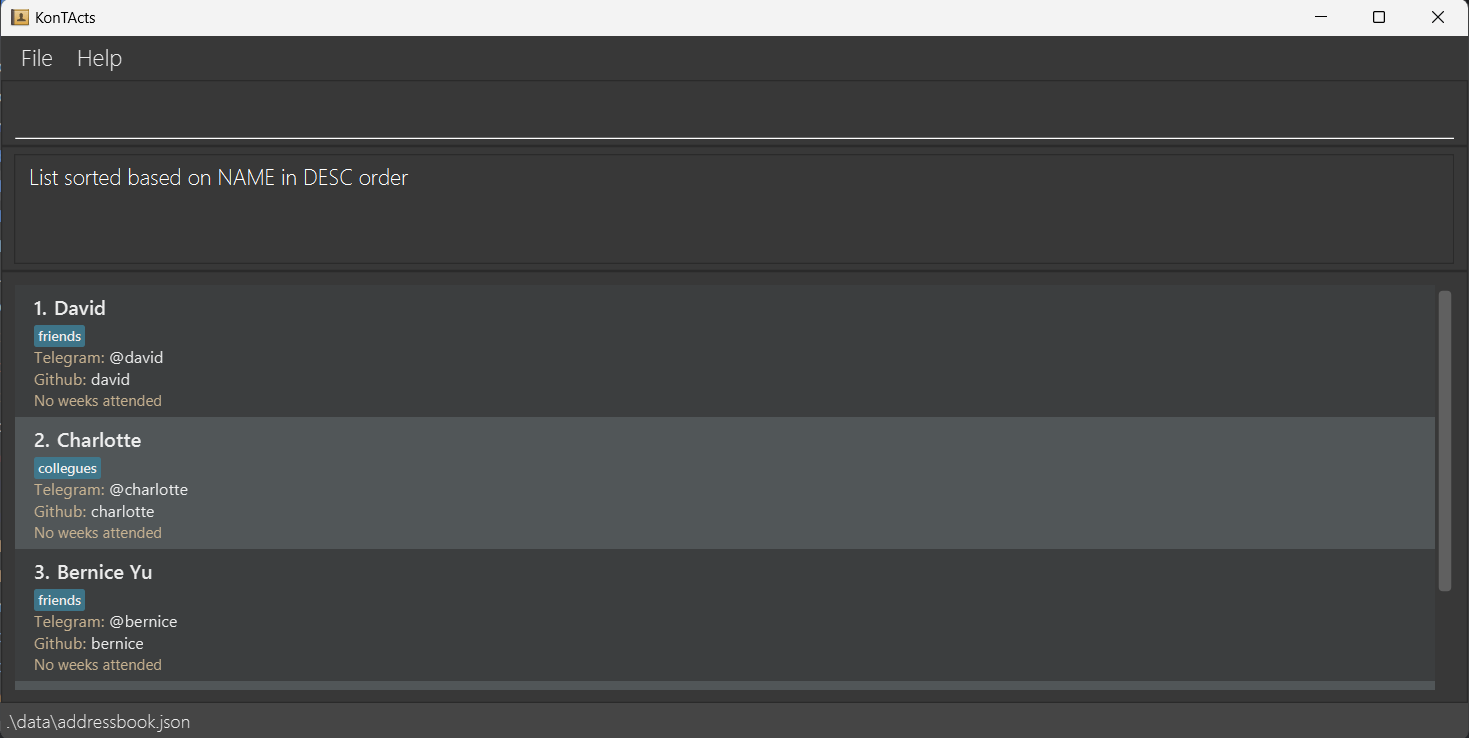 KonTActs
File Help
List sorted based on NAME in DESC order
1. David
friends
Telegram: @david
Github: david
No weeks attended
2. Charlotte
collegues
Telegram: @charlotte
Github: charlotte
No weeks attended
3. Bernice Yu
friends
Telegram: @bernice
Github: bernice
No weeks attended
.\data\addressbook.json